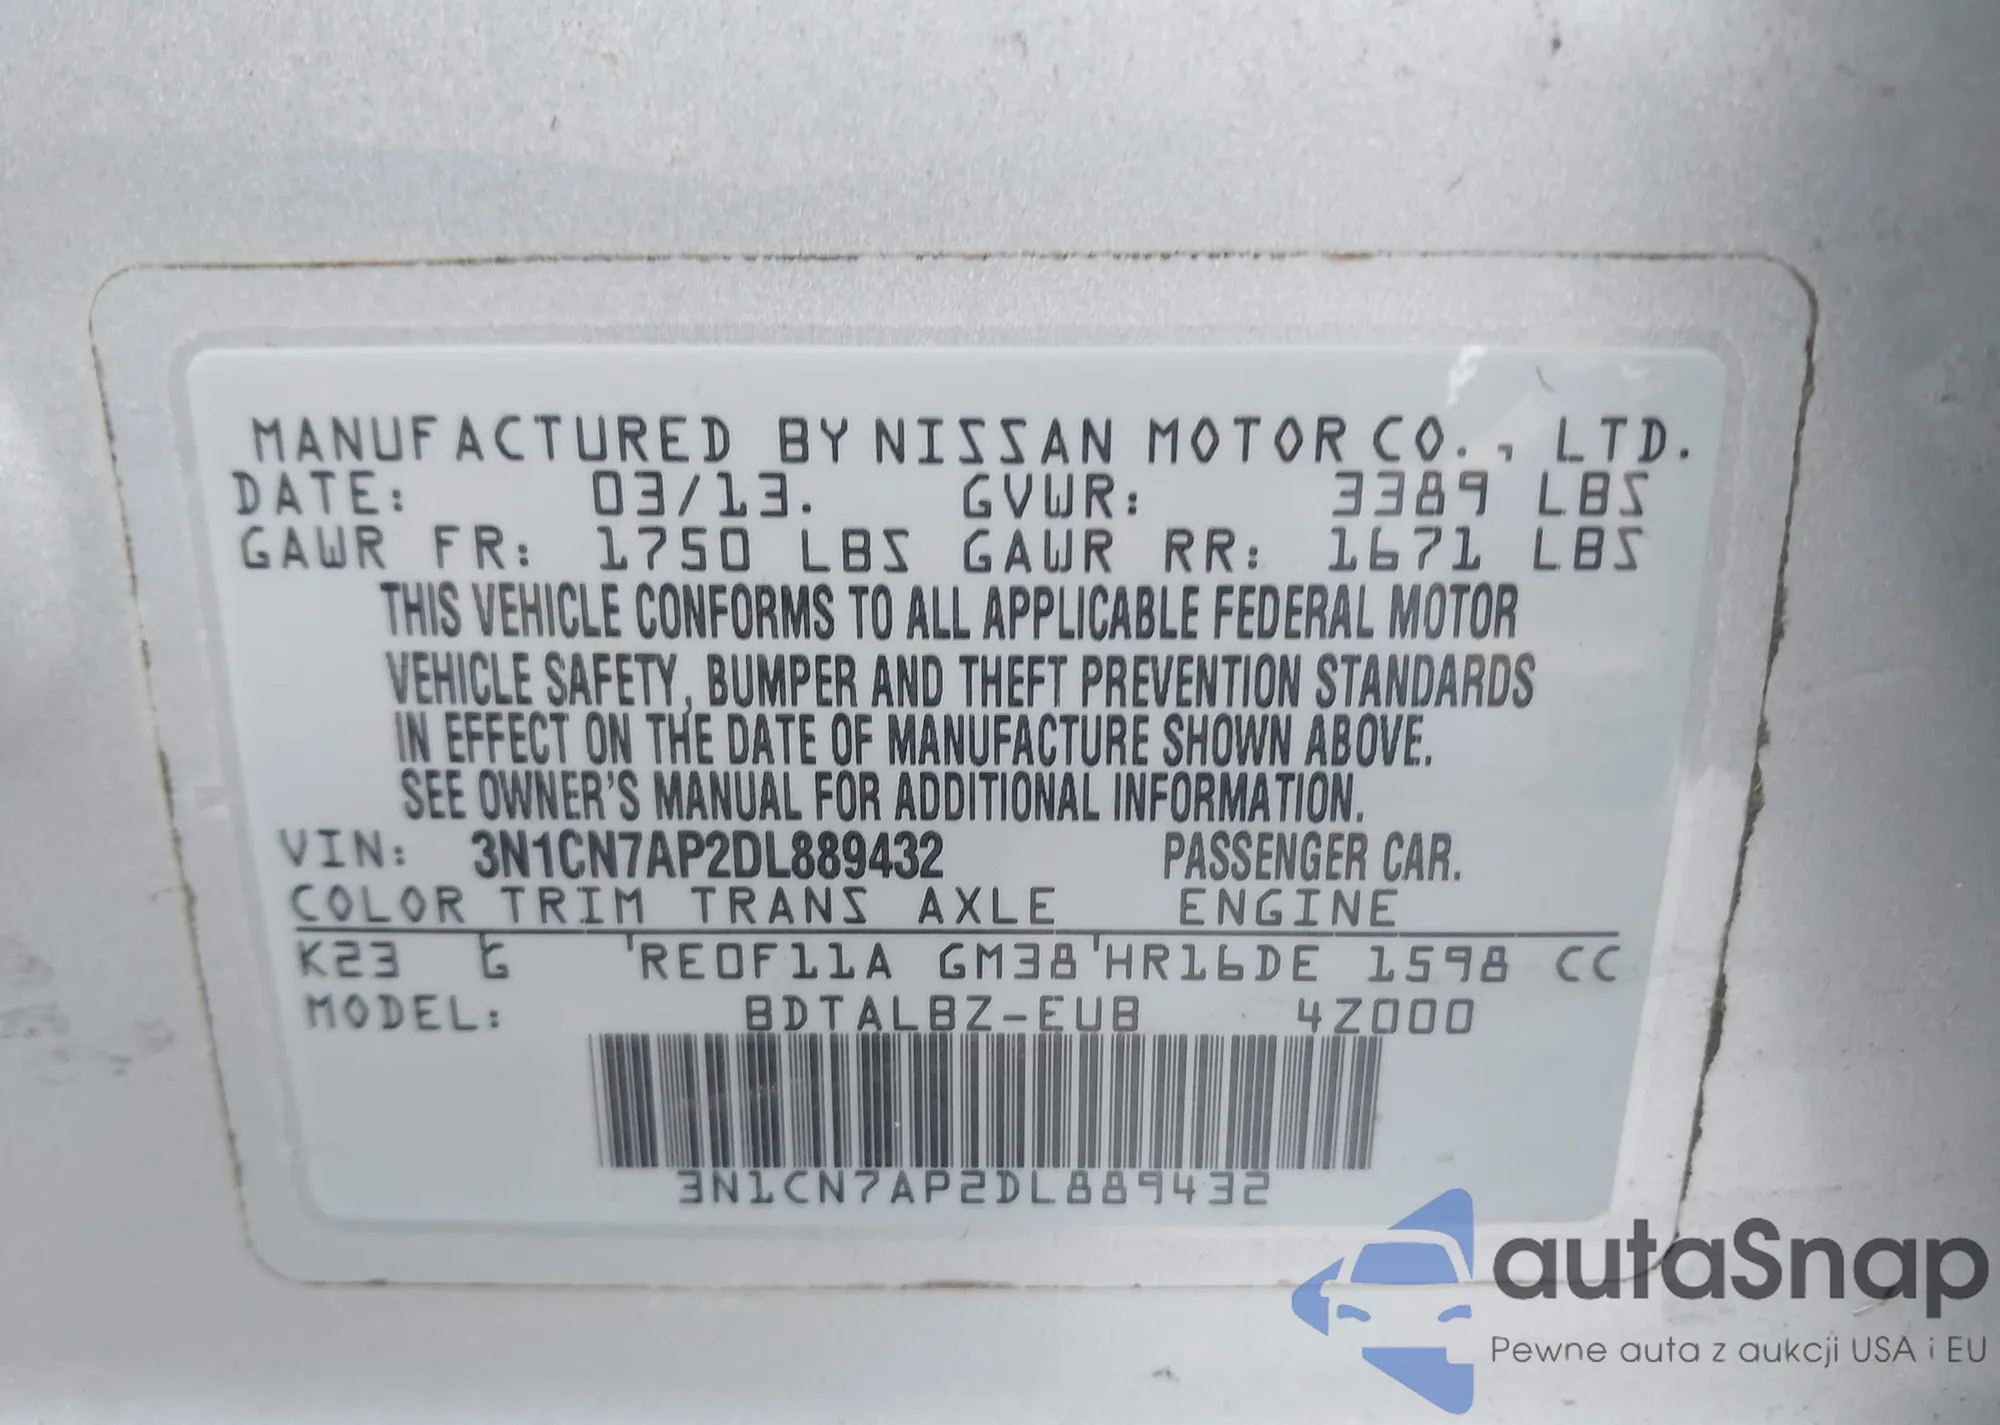 MANUFACTURED BY NISSAN MOTOR CO., LTD.
DATE: 03/13. GVWR: 3389 LBS
GAWR FR: 1750 LBS GAWR RR: 1671 LBS
THIS VEHICLE CONFORMS TO ALL APPLICABLE FEDERAL MOTOR
VEHICLE SAFETY, BUMPER AND THEFT PREVENTION STANDARDS
IN EFFECT ON THE DATE OF MANUFACTURE SHOWN ABOVE.
SEE OWNER'S MANUAL FOR ADDITIONAL INFORMATION.
VIN: 3N1CN7AP2DL889432 PASSENGER CAR.
COLOR TRIM TRANS AXLE ENGINE
K23 G 'RE0F11A GM38'HR16DE 1598 CC
MODEL: BDTALBZ-EUB 4Z000
3N1CN7AP2DL889432
autaSnap
Pewne auta z aukcji USA i EU